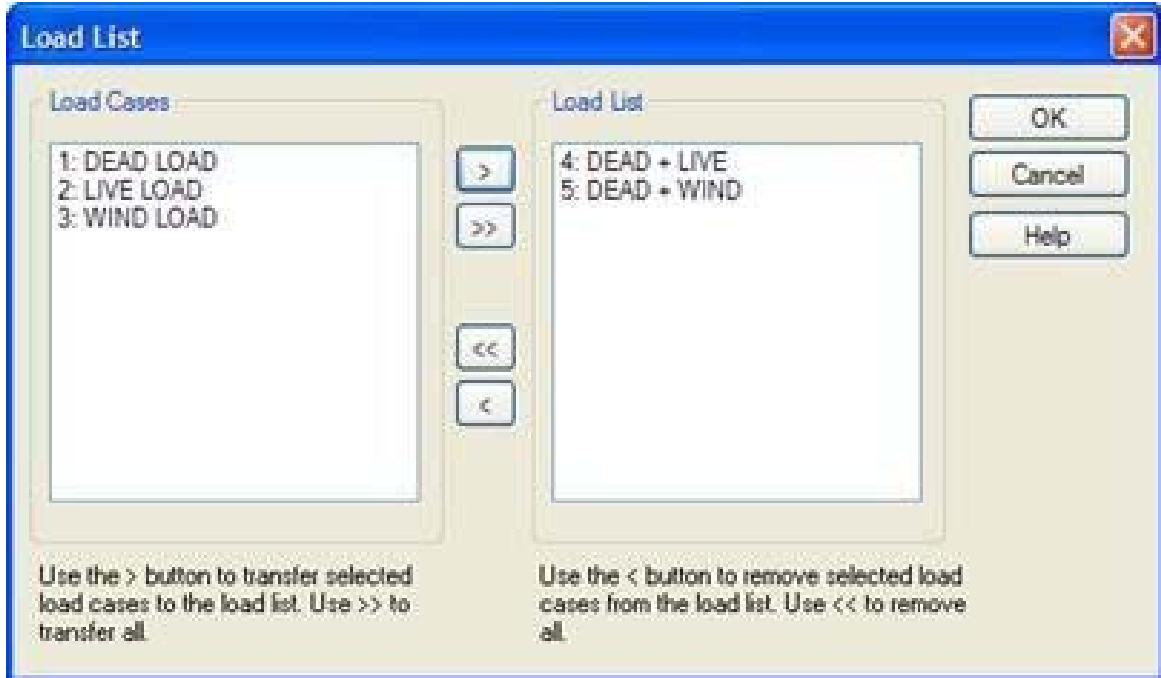 Load List
Load Cases
1: DEAD LOAD
2: LIVE LOAD
3: WIND LOAD
>
>>
<<
<
Load List
4: DEAD + LIVE
5: DEAD + WIND
OK
Cancel
Help
Use the > button to transfer selected
load cases to the load list. Use >> to
transfer all.
Use the < button to remove selected load
cases from the load list. Use << to remove
all.